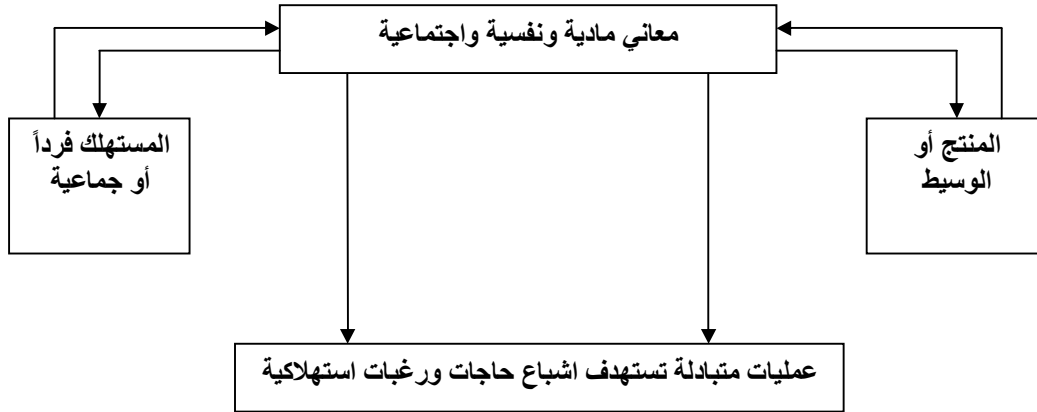 معاني مادية ونفسية واجتماعية
المنتج أو
الوسيط
المستهلك فرداً
أو جماعية
عمليات متبادلة تستهدف اشباع حاجات ورغبات استهلاكية